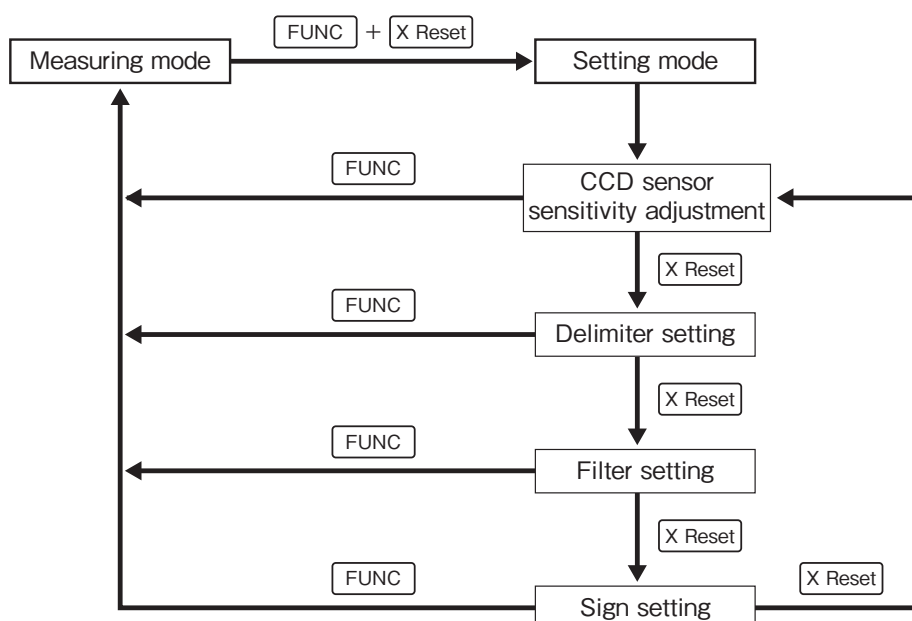 FUNC + X Reset
Measuring mode
Setting mode
FUNC
CCD sensor
sensitivity adjustment
X Reset
FUNC
Delimiter setting
X Reset
FUNC
Filter setting
X Reset
FUNC
X Reset
Sign setting